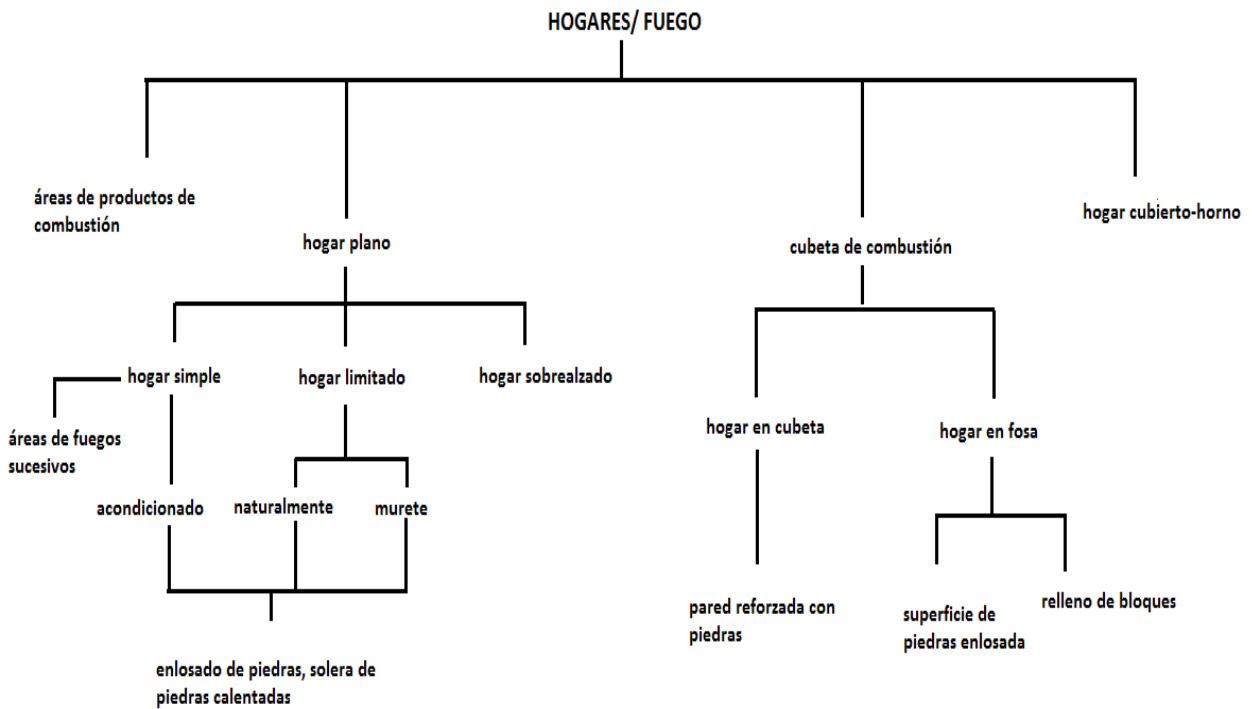 HOGARES/ FUEGO
áreas de productos de
combustión
hogar plano
cubeta de combustión
hogar cubierto-horno
hogar simple
hogar limitado
hogar sobrealzado
áreas de fuegos
sucesivos
acondicionado
naturalmente
murete
hogar en cubeta
hogar en fosa
enlosado de piedras, solera de
piedras calentadas
pared reforzada con
piedras
superficie de
piedras enlosada
relleno de bloques